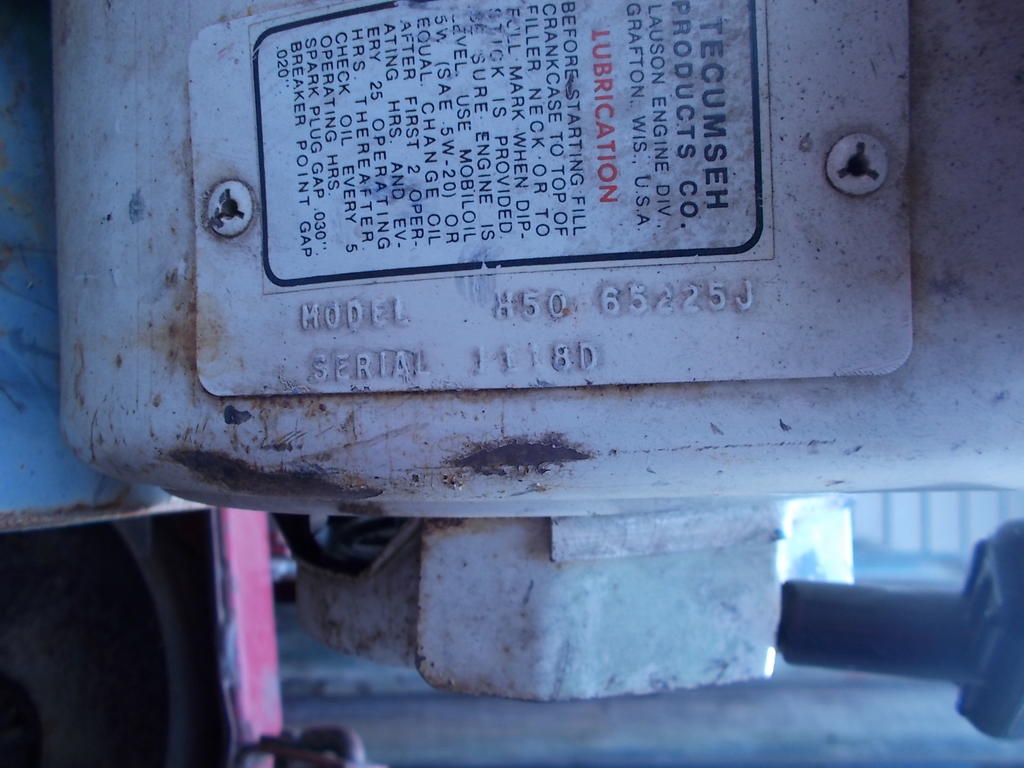 TECUMSEH
PRODUCTS CO.
LAUSON ENGINE DIV.
GRAFTON, WIS., U.S.A.
LUBRICATION
BEFORE STARTING FILL
CRANKCASE TO TOP OF
FILLER NECK OR TO
FULL MARK WHEN DIP-
STICK IS PROVIDED.
BE SURE ENGINE IS
LEVEL. USE MOBILOIL
5W (SAE 5W-20) OR
EQUAL. CHANGE OIL
AFTER FIRST 2 OPER-
ATING HRS AND EV-
ERY 25 OPERATING
HRS. THEREAFTER.
CHECK OIL EVERY 5
OPERATING HRS.
SPARK PLUG GAP .030"
BREAKER POINT GAP
.020"
MODEL H50 65225J
SERIAL 1118D